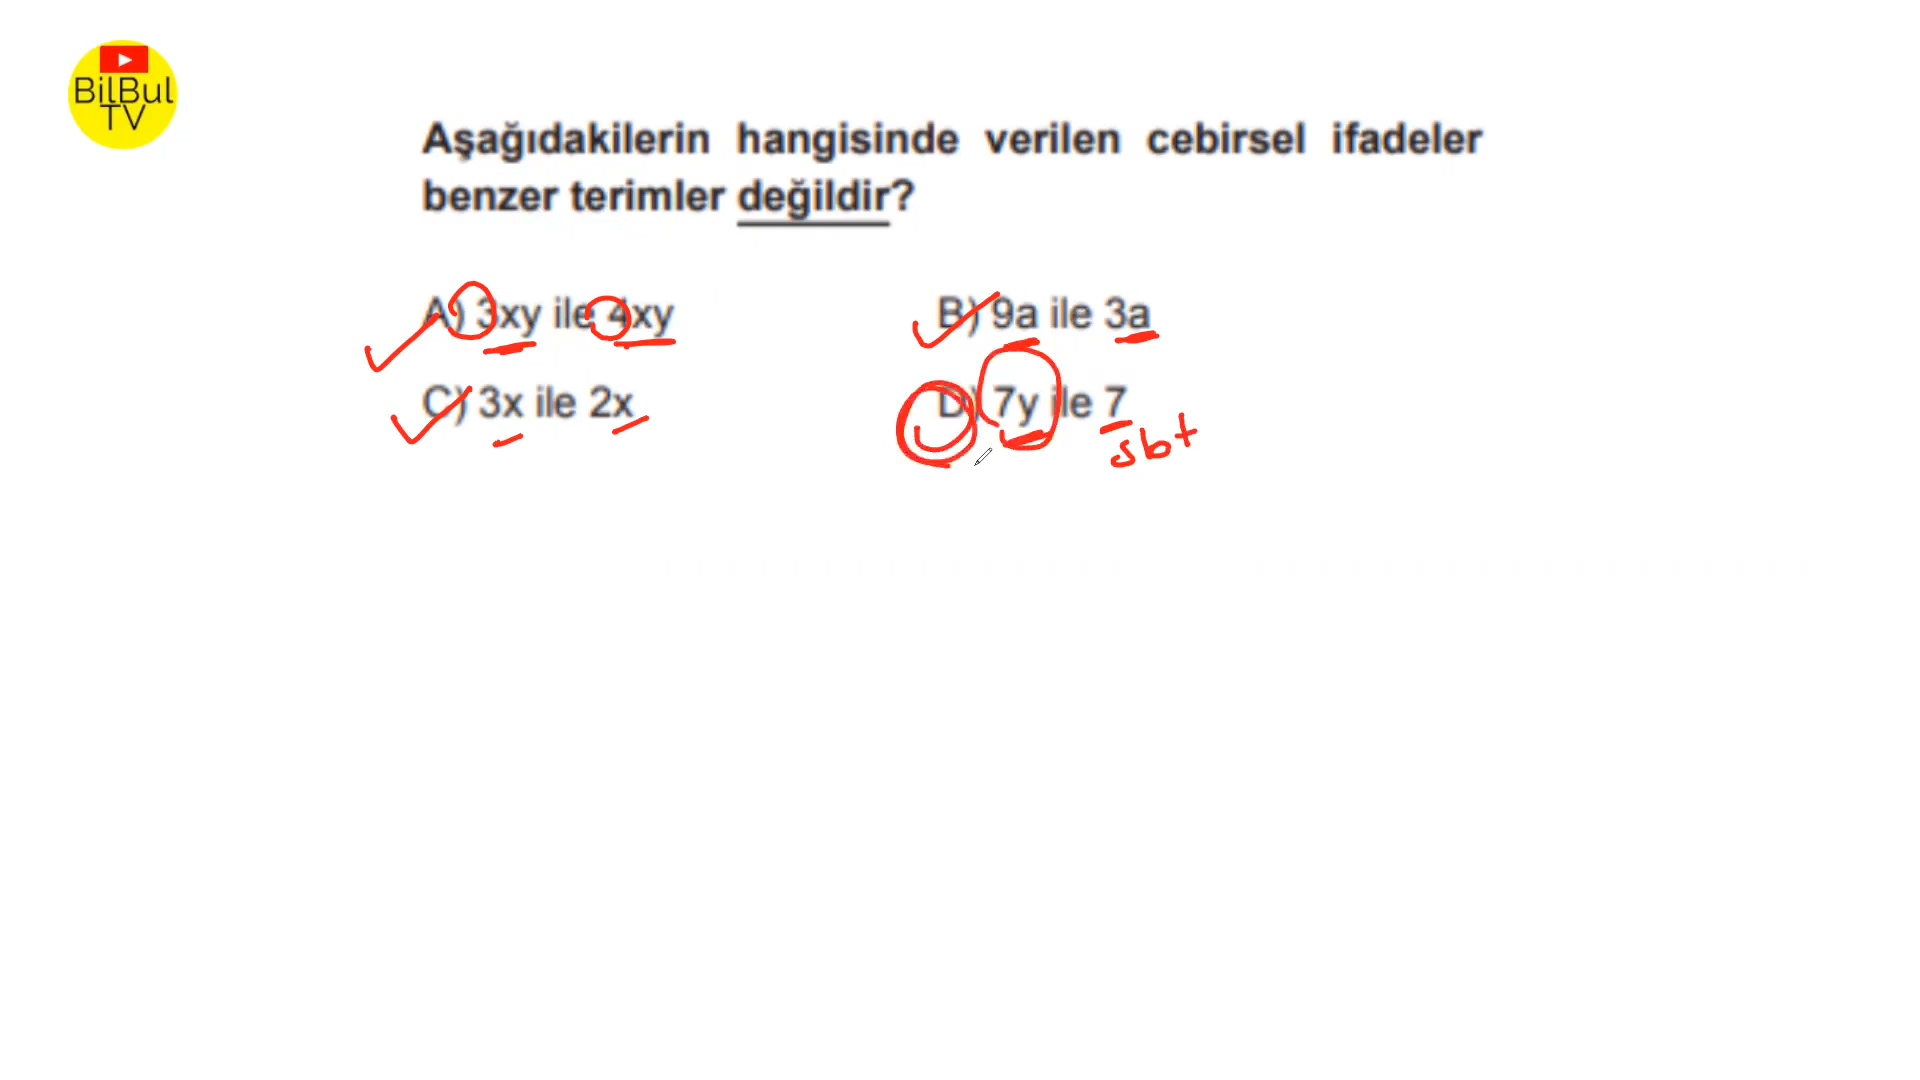 BilBul
TV
Aşağıdakilerin hangisinde verilen cebirsel ifadeler
benzer terimler değildir?
A) 3xy ile 4xy
B) 9a ile 3a
C) 3x ile 2x
D) 7y ile 7
sbt